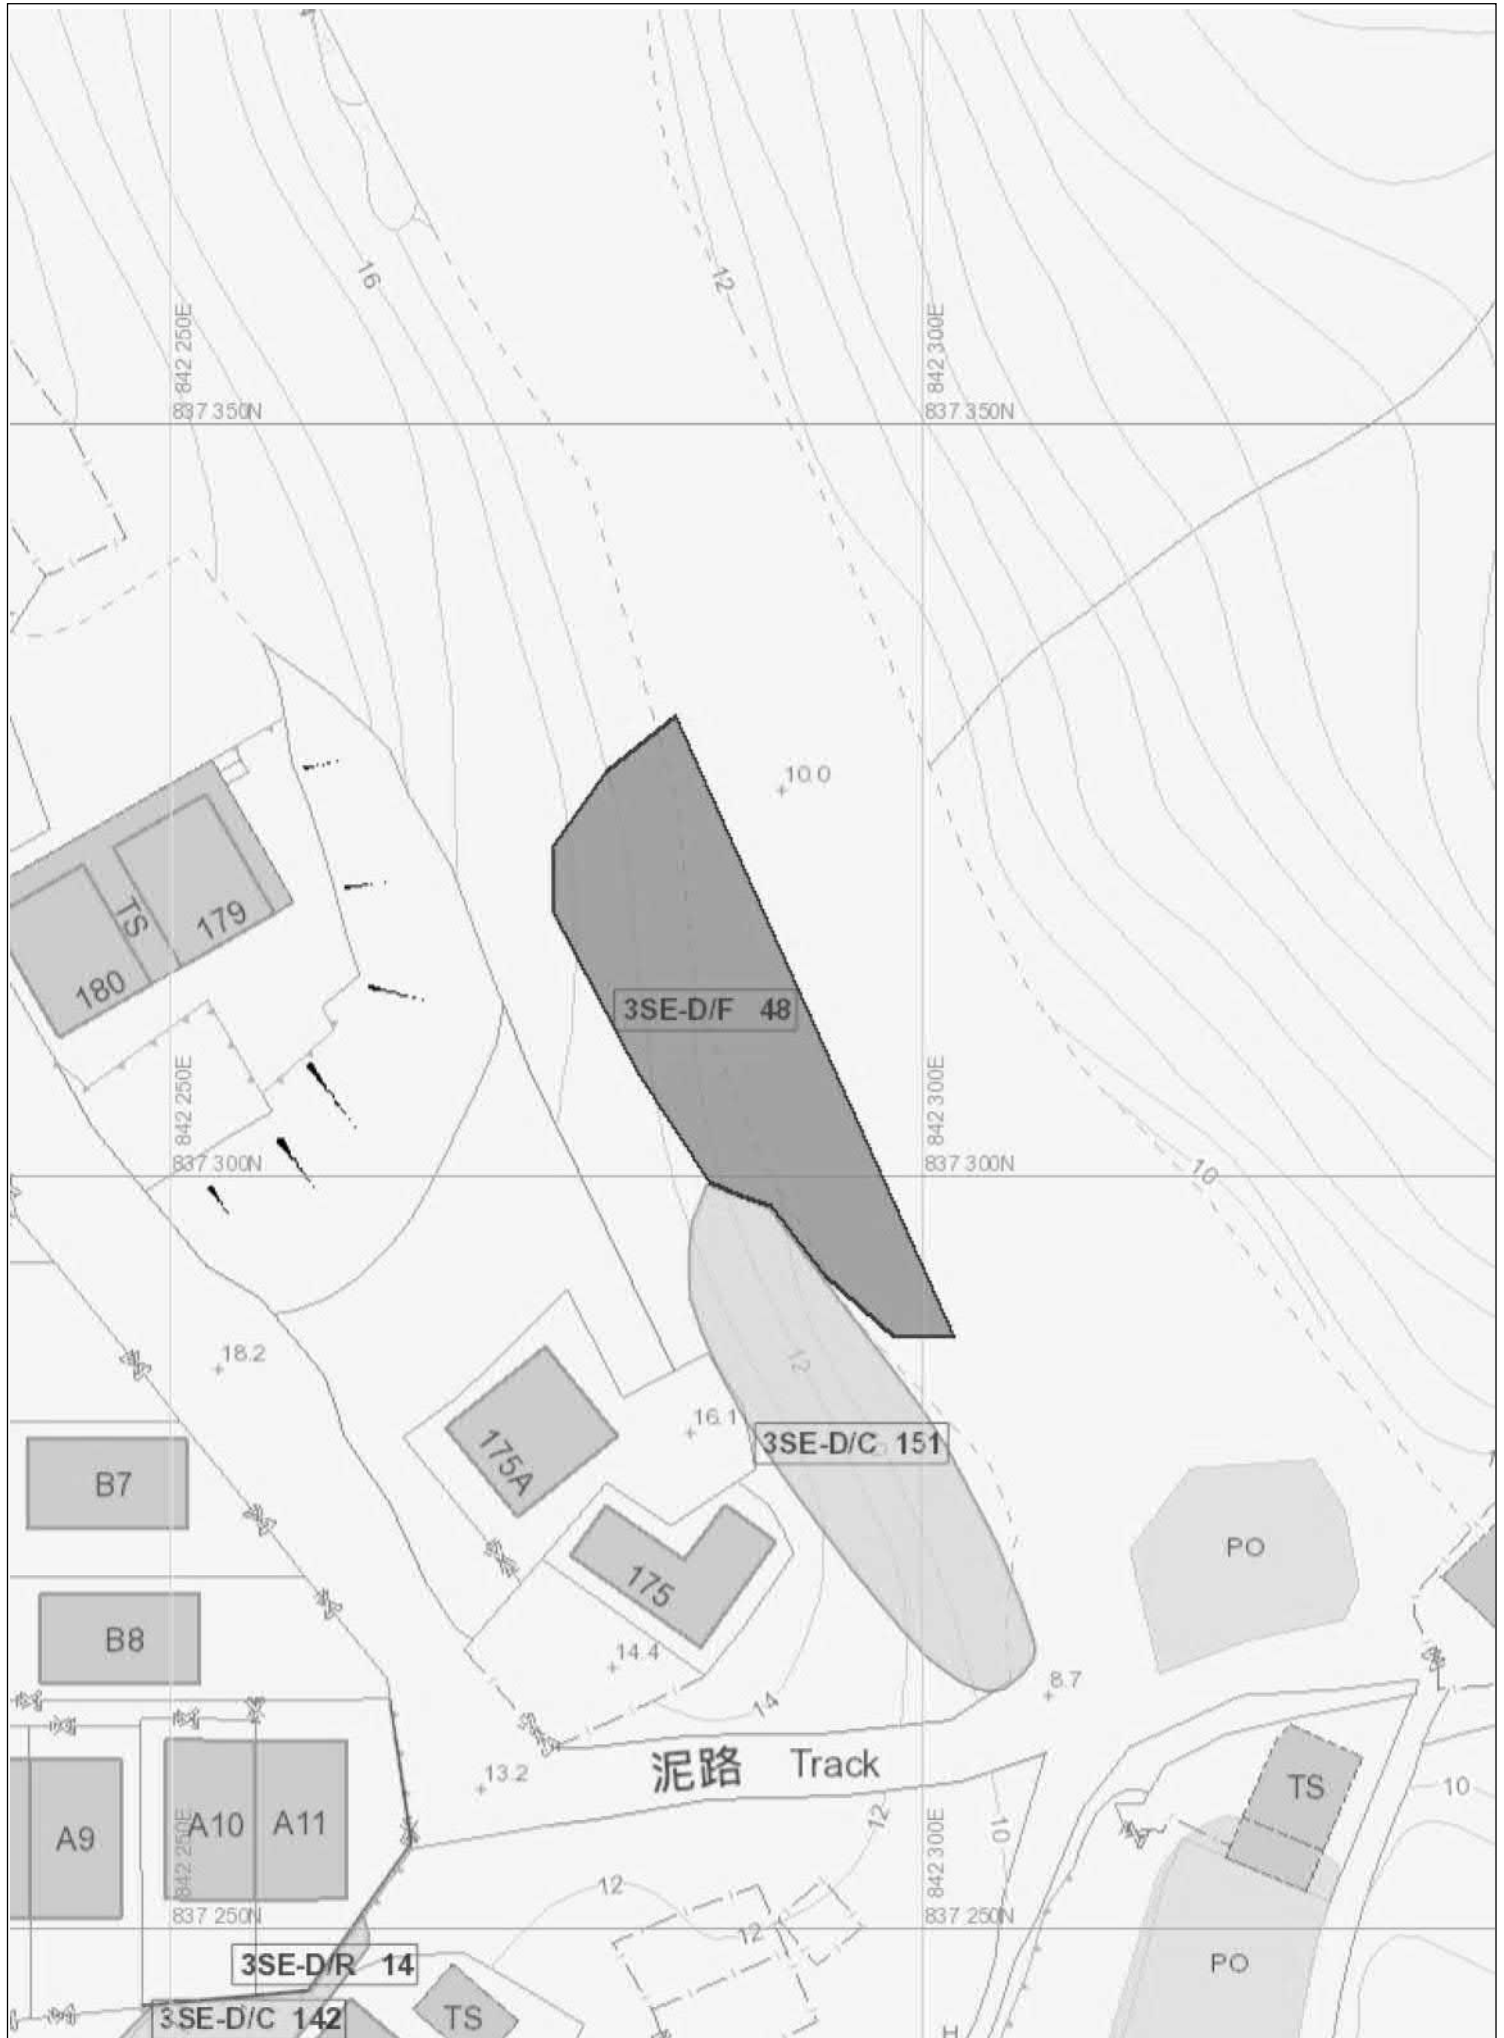 16
12
842 250E
842 300E
837 350N
837 350N
10.0
TS
179
180
3SE-D/F 48
842 250E
842 300E
837 300N
837 300N
10
18.2
12
16.1
3SE-D/C 151
175A
B7
PO
175
B8
14.4
14
8.7
泥路 Track
13.2
TS
10
A9
A10
A11
842 250E
12
10
842 300E
12
12
837 250N
837 250N
3SE-D/R 14
PO
3SE-D/C 142
TS